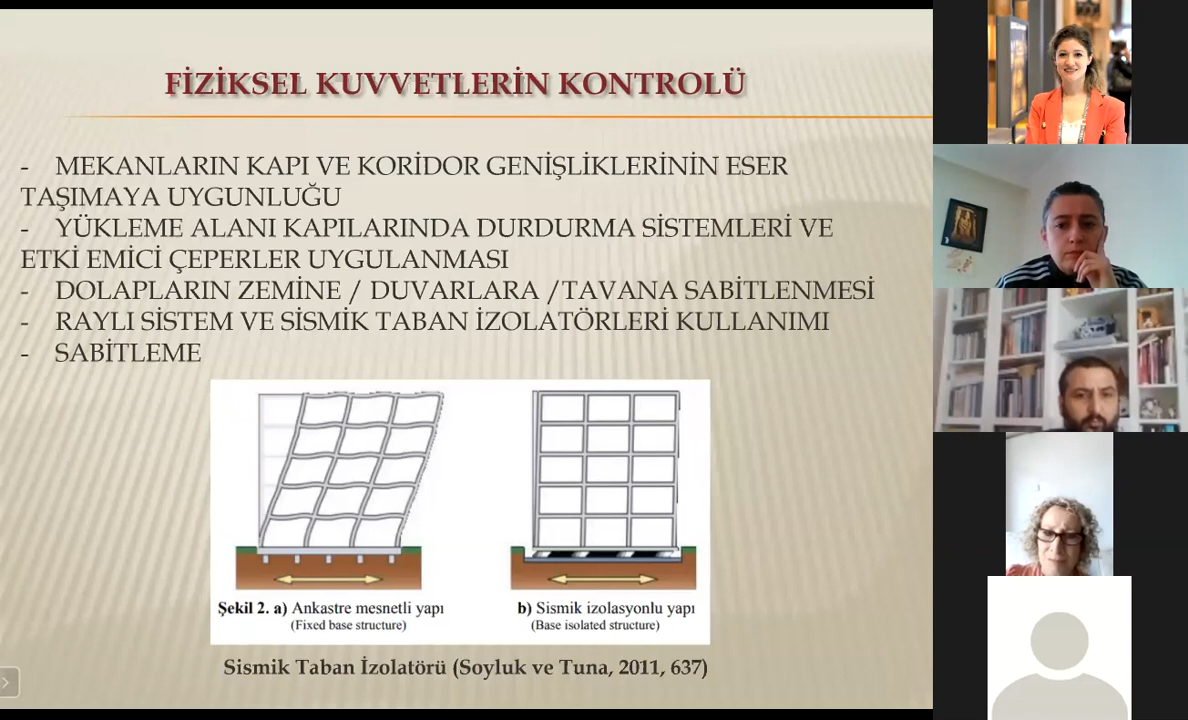 FİZİKSEL KUVVETLERİN KONTROLÜ
- MEKANLARIN KAPI VE KORİDOR GENİŞLİKLERİNİN ESER
TAŞIMAYA UYGUNLUĞU
- YÜKLEME ALANI KAPILARINDA DURDURMA SİSTEMLERİ VE
ETKİ EMİCİ ÇEPERLER UYGULANMASI
- DOLAPLARIN ZEMİNE / DUVARLARA /TAVANA SABİTLENMESİ
- RAYLI SİSTEM VE SİSMİK TABAN İZOLATÖRLERİ KULLANIMI
- SABİTLEME
Şekil 2. a) Ankastre mesnetli yapı
(Fixed base structure)
b) Sismik izolasyonlu yapı
(Base isolated structure)
Sismik Taban İzolatörü (Soyluk ve Tuna, 2011, 637)